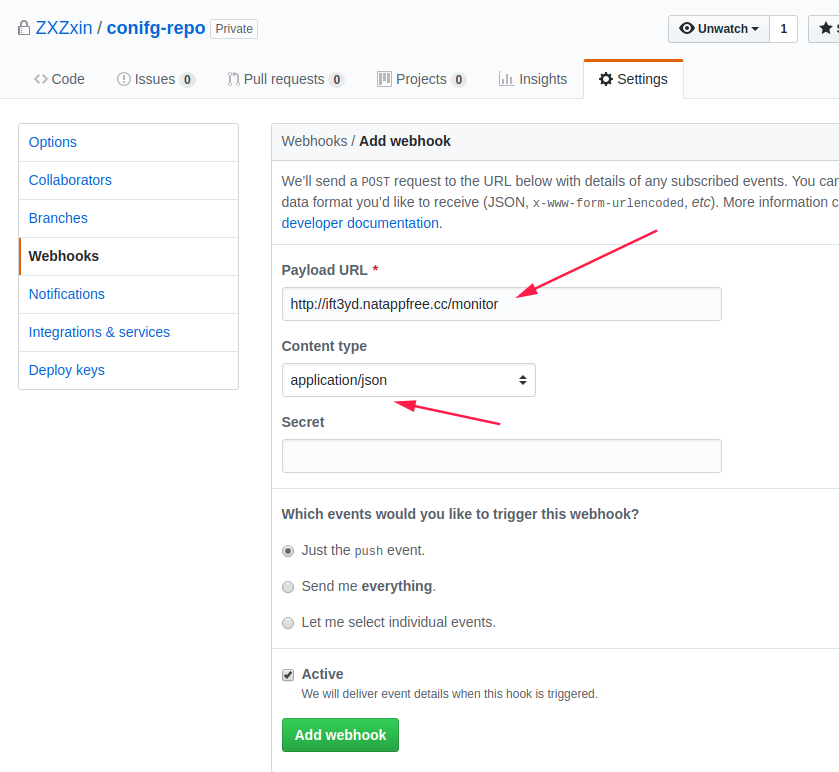 ZXZxin / conifg-repo Private Unwatch 1
Code Issues 0 Pull requests 0 Projects 0 Insights Settings
Options
Collaborators
Branches
Webhooks
Notifications
Integrations & services
Deploy keys
Webhooks / Add webhook
We'll send a POST request to the URL below with details of any subscribed events. You
data format you'd like to receive (JSON, x-www-form-urlencoded, etc). More information
developer documentation.
Payload URL *
http://ift3yd.natappfree.cc/monitor
Content type
application/json
Secret
Which events would you like to trigger this webhook?
Just the push event.
Send me everything.
Let me select individual events.
Active
We will deliver event details when this hook is triggered.
Add webhook